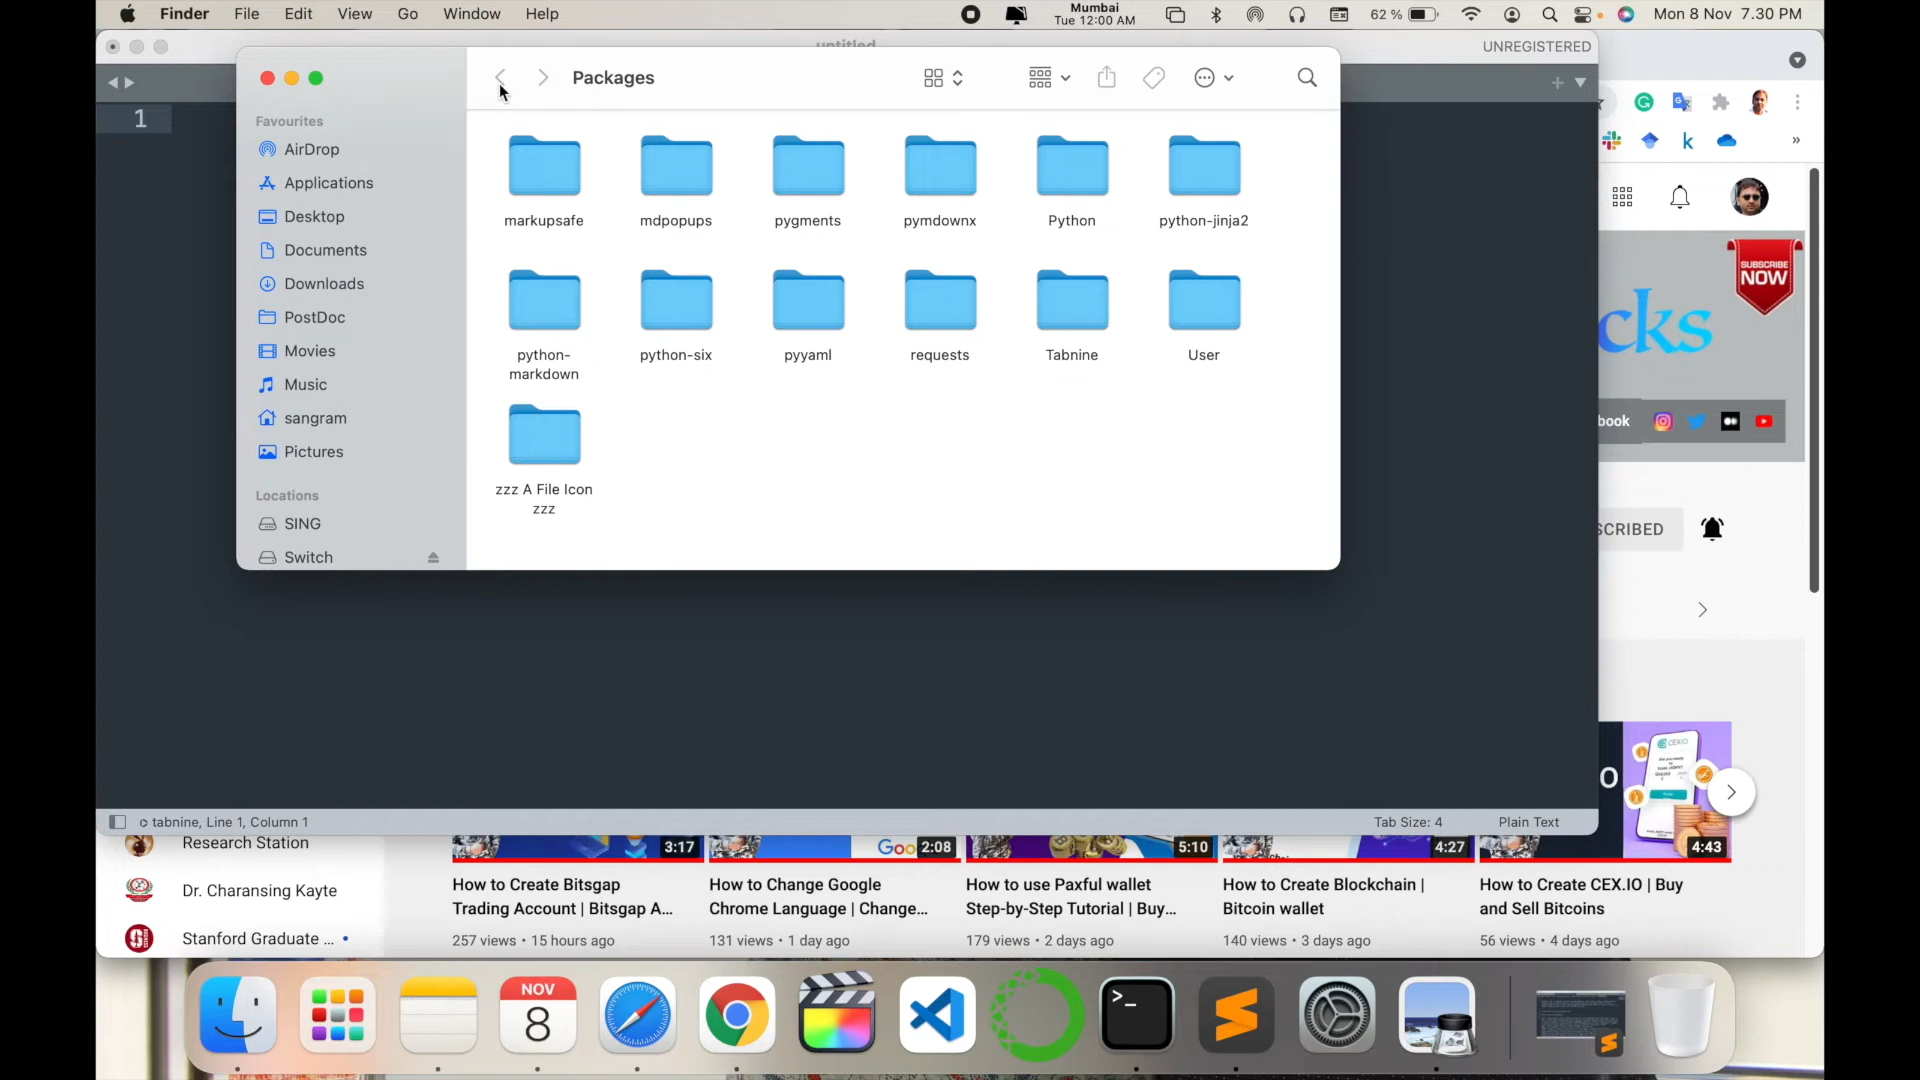 Finder File Edit View Go Window Help
Mumbai
Tue 12:00 AM
62 %
Mon 8 Nov 7.30 PM
UNREGISTERED
1
Packages
Favourites
AirDrop
Applications
Desktop
Documents
Downloads
PostDoc
Movies
Music
sangram
Pictures
Locations
SING
Switch
markupsafe mdpopups pygments pymdownx Python python-jinja2
python-
markdown
python-six pyyaml requests Tabnine User
zzz A File Icon
zzz
SUBSCRIBE
NOW
cks
book
SCRIBED
tabnine, Line 1, Column 1
Tab Size: 4
Plain Text
Research Station
Dr. Charansing Kayte
Stanford Graduate ...
3:17
Goo
2:08
5:10
4:27
4:43
How to Create Bitsgap
Trading Account | Bitsgap A...
257 views • 15 hours ago
How to Change Google
Chrome Language | Change...
131 views • 1 day ago
How to use Paxful wallet
Step-by-Step Tutorial | Buy...
179 views • 2 days ago
How to Create Blockchain |
Bitcoin wallet
140 views • 3 days ago
How to Create CEX.IO | Buy
and Sell Bitcoins
56 views • 4 days ago
NOV
8